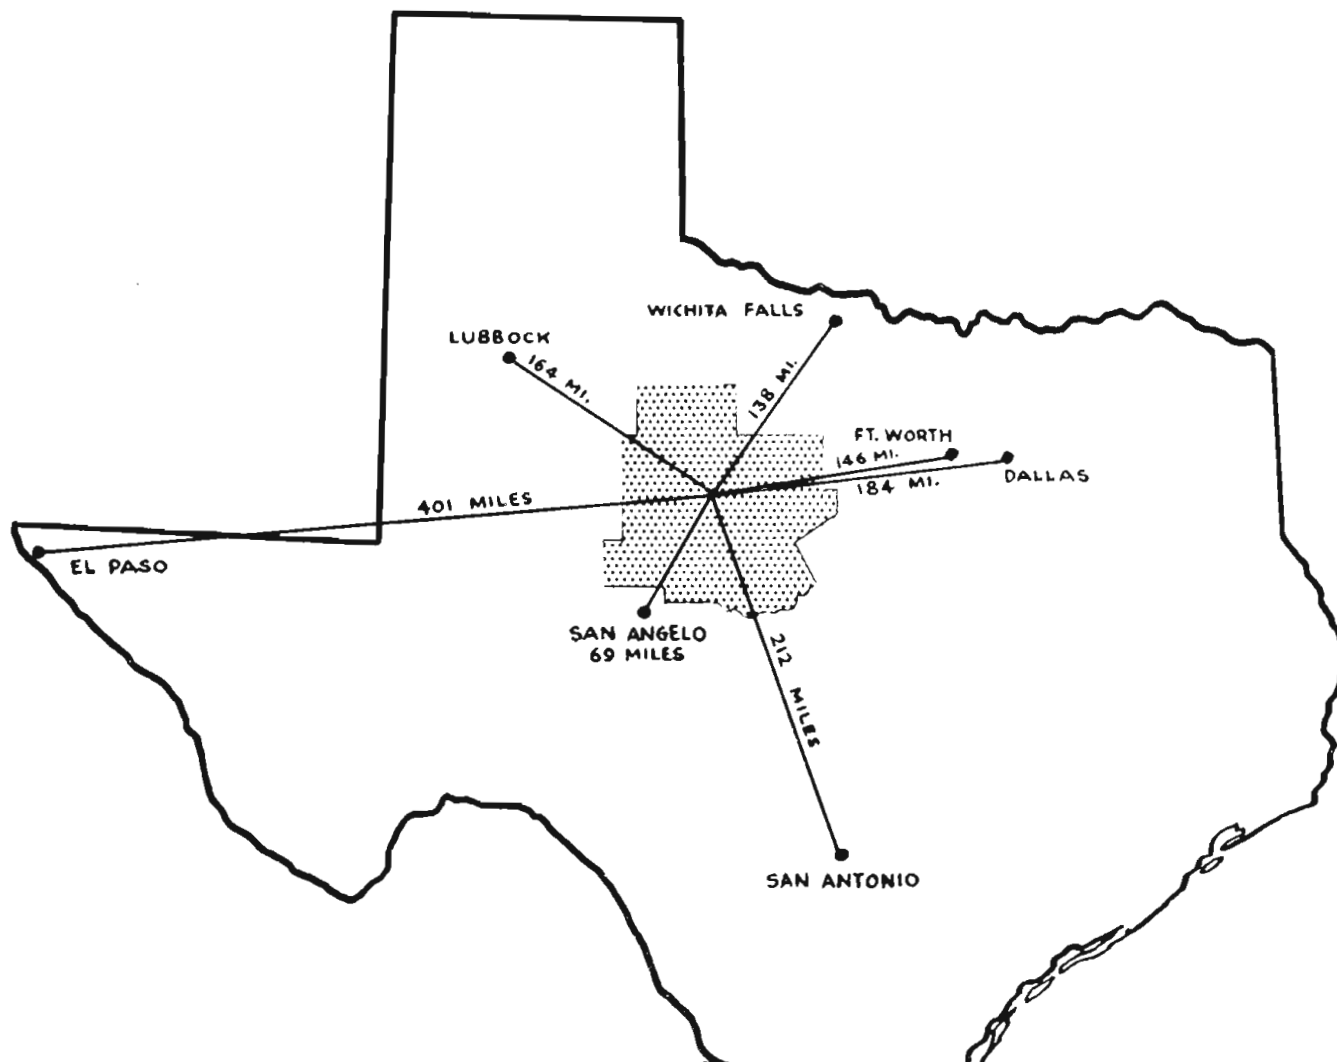 WICHITA FALLS
LUBBOCK
164 MI.
138 MI.
FT. WORTH
146 MI.
DALLAS
184 MI.
401 MILES
EL PASO
SAN ANGELO
69 MILES
212 MILES
SAN ANTONIO